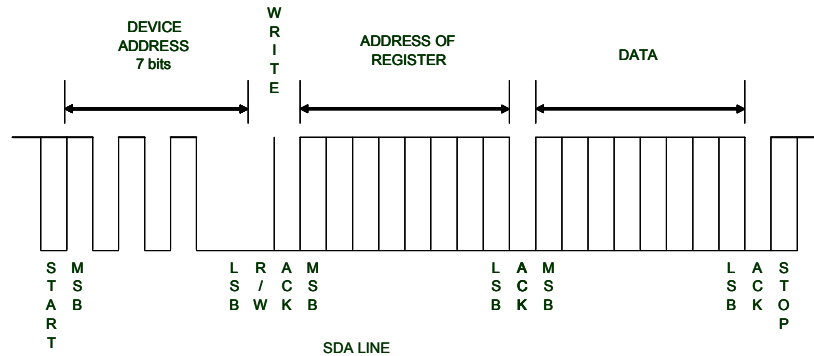 DEVICE
ADDRESS
7 bits
WRITE
ADDRESS OF
REGISTER
DATA
START
MSB
LSB
R/W
ACK
MSB
LSB
ACK
MSB
LSB
ACK
STOP
SDA LINE